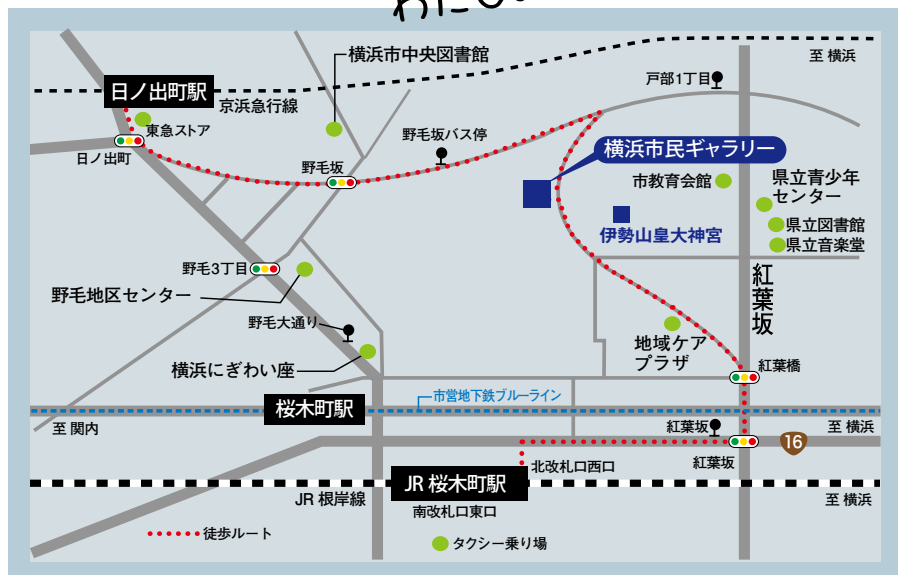 横浜市中央図書館
至 横浜
戸部1丁目
日ノ出町駅
京浜急行線
東急ストア
日ノ出町
野毛坂バス停
野毛坂
横浜市民ギャラリー
市教育会館
県立青少年
センター
県立図書館
県立音楽堂
伊勢山皇大神宮
野毛3丁目
野毛地区センター
紅葉坂
野毛大通り
横浜にぎわい座
地域ケア
プラザ
紅葉橋
市営地下鉄ブルーライン
桜木町駅
至 関内
紅葉坂
至 横浜
16
紅葉坂
北改札口西口
JR 桜木町駅
JR 根岸線
至 横浜
南改札口東口
徒歩ルート
タクシー乗り場